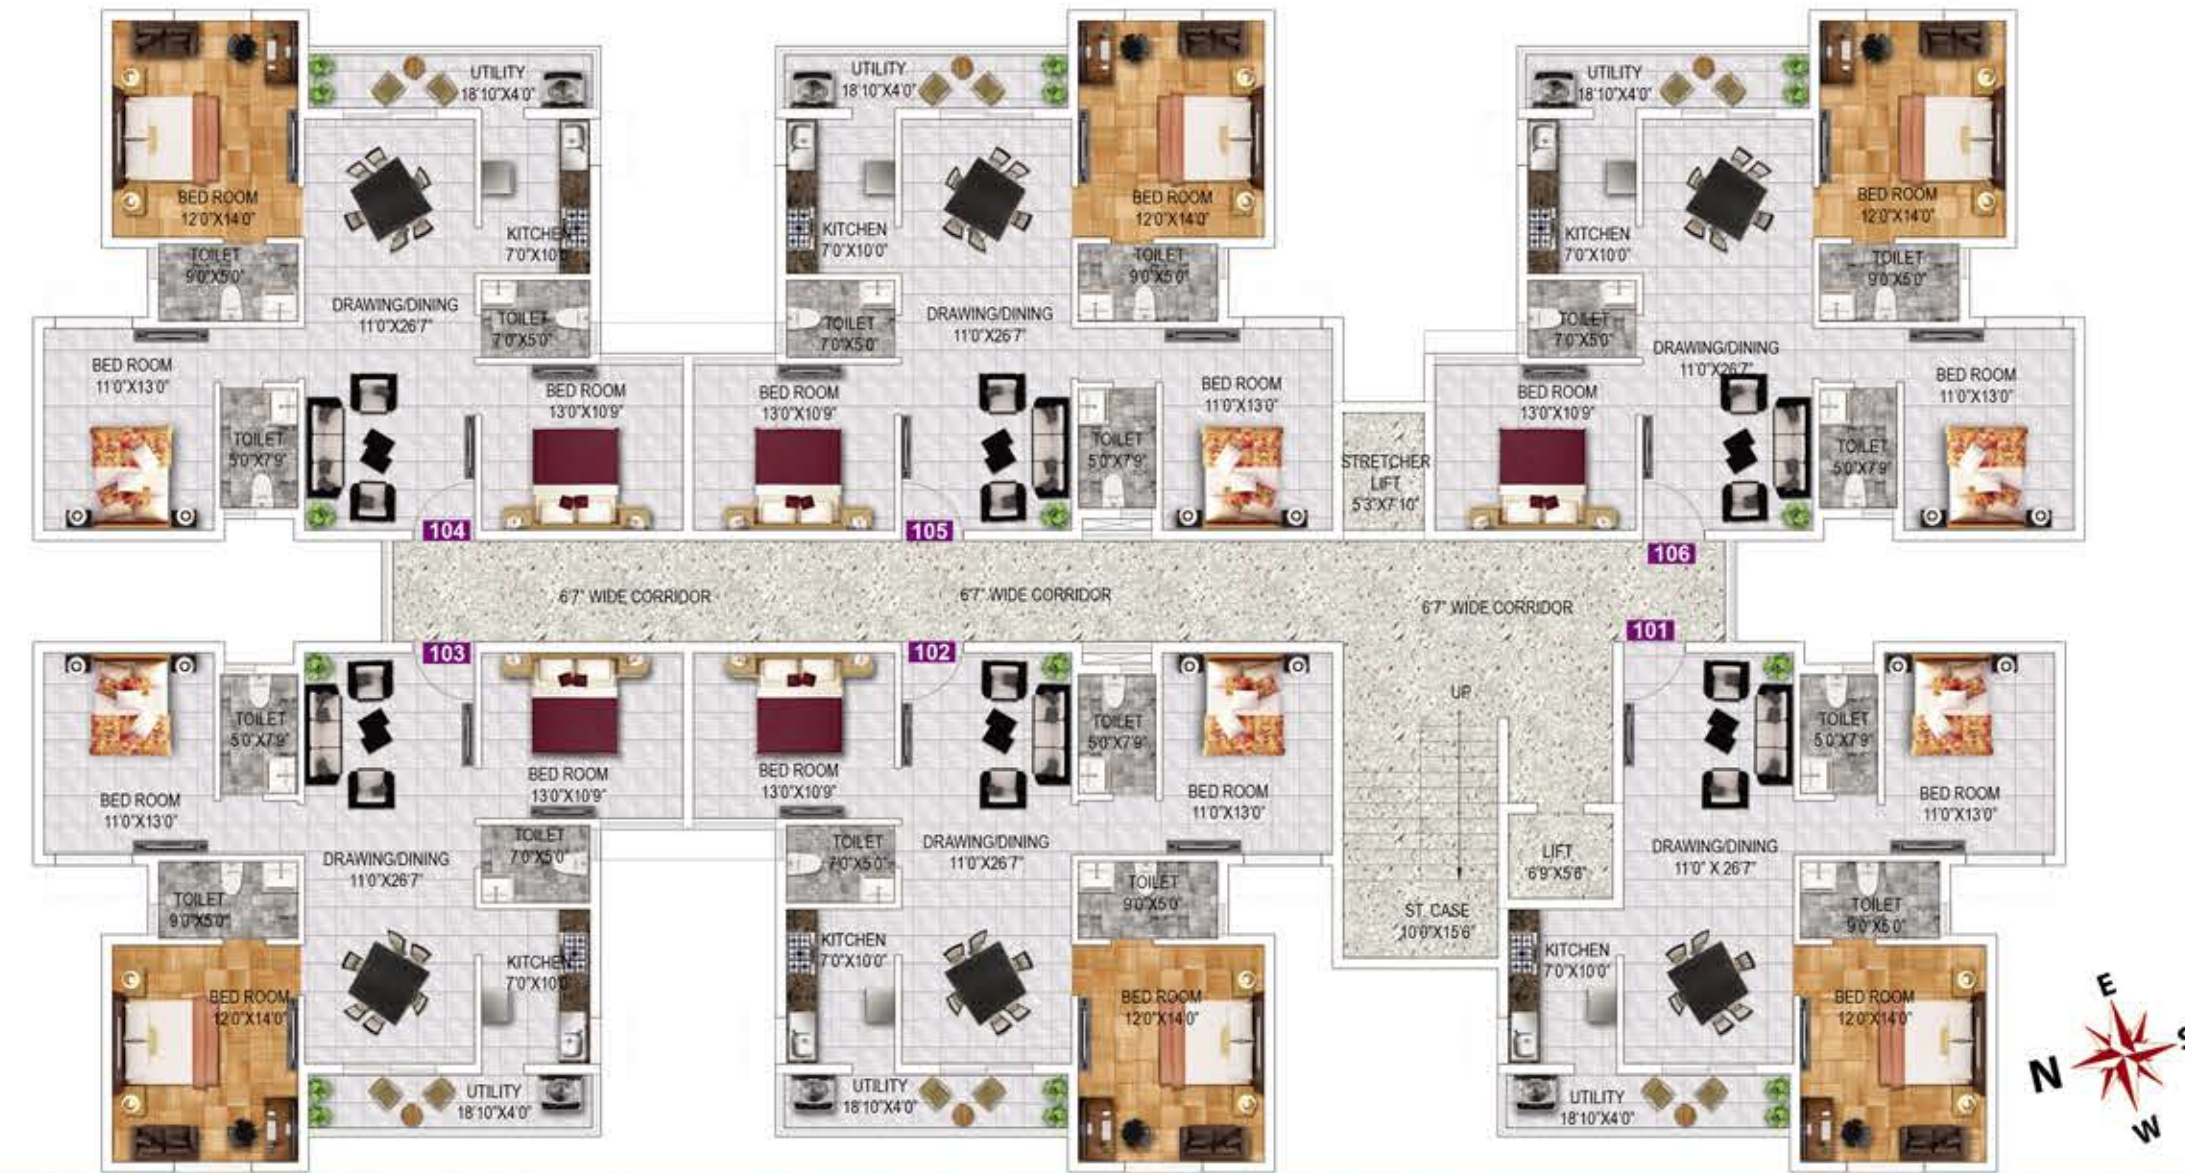 UTILITY
18'10"X4'0"
BED ROOM
12'0"X14'0"
KITCHEN
7'0"X10'0"
TOILET
9'0"X5'0"
DRAWING/DINING
11'0"X26'7"
TOILET
7'0"X5'0"
BED ROOM
11'0"X13'0"
BED ROOM
13'0"X10'9"
TOILET
5'0"X7'9"
104
UTILITY
18'10"X4'0"
BED ROOM
12'0"X14'0"
KITCHEN
7'0"X10'0"
TOILET
9'0"X5'0"
DRAWING/DINING
11'0"X26'7"
TOILET
7'0"X5'0"
BED ROOM
13'0"X10'9"
BED ROOM
11'0"X13'0"
TOILET
5'0"X7'9"
105
STRETCHER
LIFT
5'3"X7'10"
UTILITY
18'10"X4'0"
BED ROOM
12'0"X14'0"
KITCHEN
7'0"X10'0"
TOILET
9'0"X5'0"
TOILET
7'0"X5'0"
DRAWING/DINING
11'0"X26'7"
BED ROOM
13'0"X10'9"
BED ROOM
11'0"X13'0"
TOILET
5'0"X7'9"
106
6'7" WIDE CORRIDOR
6'7" WIDE CORRIDOR
6'7" WIDE CORRIDOR
103
TOILET
5'0"X7'9"
BED ROOM
13'0"X10'9"
BED ROOM
11'0"X13'0"
TOILET
7'0"X5'0"
DRAWING/DINING
11'0"X26'7"
TOILET
9'0"X5'0"
KITCHEN
7'0"X10'0"
BED ROOM
12'0"X14'0"
UTILITY
18'10"X4'0"
102
TOILET
5'0"X7'9"
BED ROOM
13'0"X10'9"
BED ROOM
11'0"X13'0"
TOILET
7'0"X5'0"
DRAWING/DINING
11'0"X26'7"
TOILET
9'0"X5'0"
KITCHEN
7'0"X10'0"
BED ROOM
12'0"X14'0"
UTILITY
18'10"X4'0"
UP
LIFT
6'9"X5'6"
ST. CASE
10'0"X15'6"
101
TOILET
5'0"X7'9"
BED ROOM
11'0"X13'0"
DRAWING/DINING
11'0" X 26'7"
TOILET
9'0"X5'0"
KITCHEN
7'0"X10'0"
BED ROOM
12'0"X14'0"
UTILITY
18'10"X4'0"
E
S
N
W